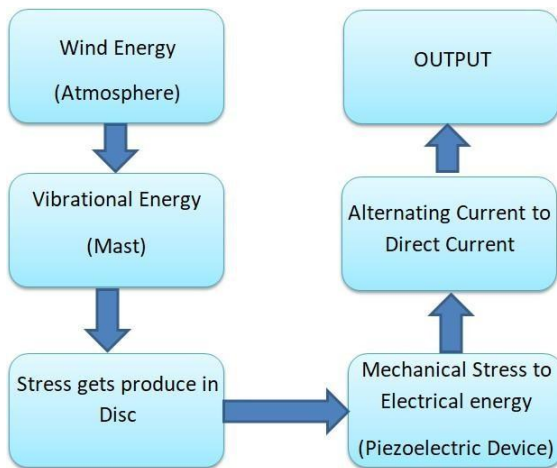 Wind Energy
(Atmosphere)
Vibrational Energy
(Mast)
Stress gets produce in
Disc
Mechanical Stress to
Electrical energy
(Piezoelectric Device)
Alternating Current to
Direct Current
OUTPUT